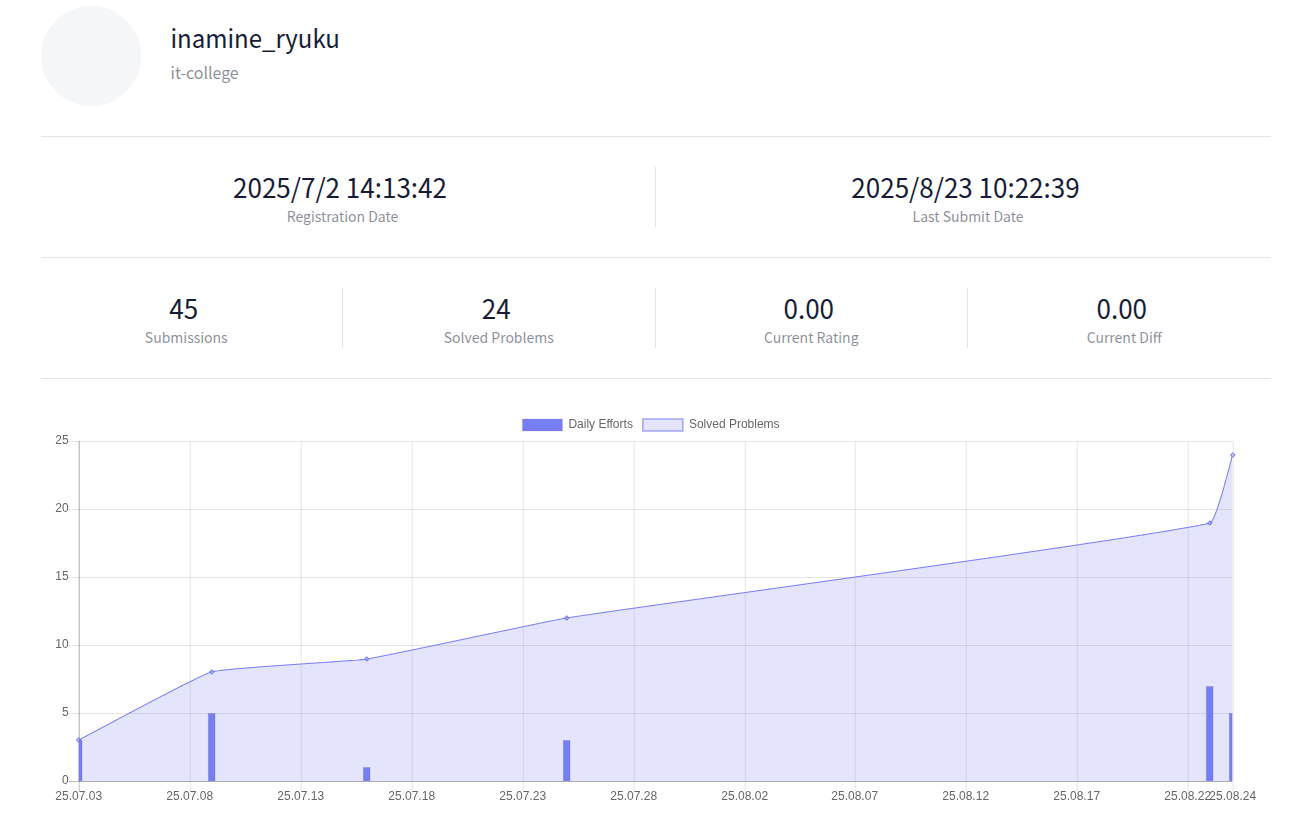 inamine_ryuku
it-college
2025/7/2 14:13:42
Registration Date
2025/8/23 10:22:39
Last Submit Date
45
Submissions
24
Solved Problems
0.00
Current Rating
0.00
Current Diff
Daily Efforts
Solved Problems
25
20
15
10
5
0
25.07.03
25.07.08
25.07.13
25.07.18
25.07.23
25.07.28
25.08.02
25.08.07
25.08.12
25.08.17
25.08.22
25.08.24